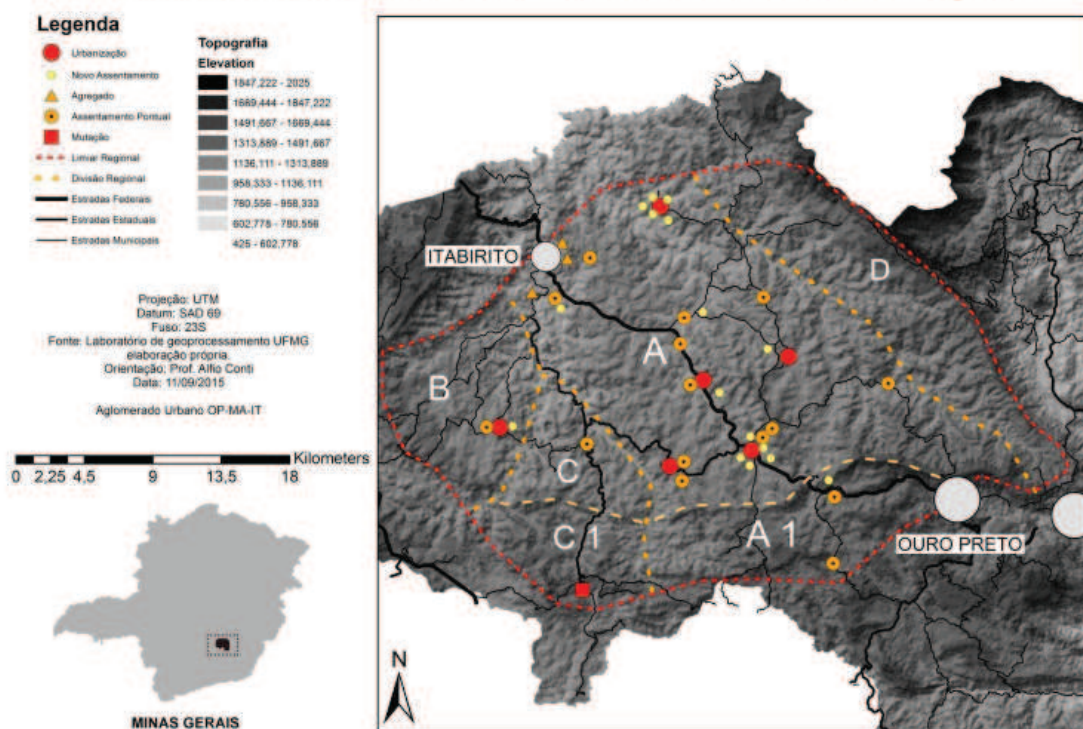 Legenda
Urbanização
Novo Assentamento
Agregado
Assentamento Pontual
Mutação
Limiar Regional
Divisão Regional
Estradas Federais
Estradas Estaduais
Estradas Municipais
Topografia
Elevation
1847,222 - 2025
1669,444 - 1847,222
1491,667 - 1669,444
1313,889 - 1491,667
1136,111 - 1313,889
958,333 - 1136,111
780,556 - 958,333
602,778 - 780,556
425 - 602,778
Projeção: UTM
Datum: SAD 69
Fuso: 23S
Fonte: Laboratório de geoprocessamento UFMG
elaboração própria
Orientação: Prof. Alfio Conti
Data: 11/09/2015
Aglomerado Urbano OP-MA-IT
Kilometers
0 2,25 4,5 9 13,5 18
MINAS GERAIS
ITABIRITO
D
A
B
C
C 1
A 1
OURO PRETO
N